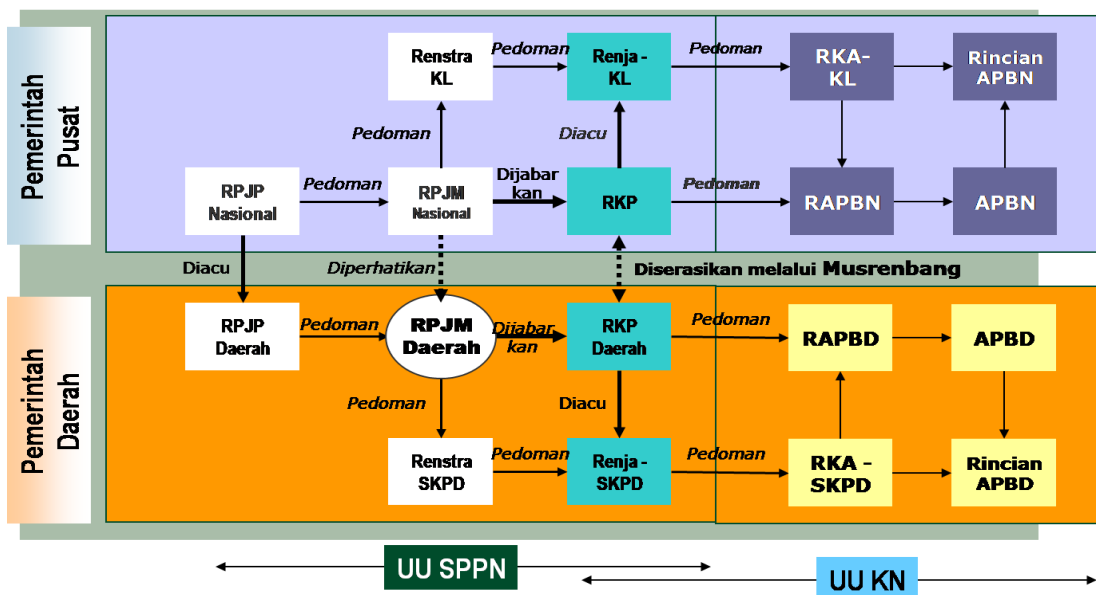 Pemerintah
Pusat
Renstra
KL
Pedoman
Renja -
KL
Pedoman
RKA-
KL
Rincian
APBN
Pedoman
Diacu
RPJP
Nasional
Pedoman
RPJM
Nasional
Dijabar
kan
RKP
Pedoman
RAPBN
APBN
Diacu
Diperhatikan
Diserasikan melalui Musrenbang
Pemerintah
Daerah
RPJP
Daerah
Pedoman
RPJM
Daerah
Dijabar
kan
RKP
Daerah
Pedoman
RAPBD
APBD
Pedoman
Diacu
Renstra
SKPD
Pedoman
Renja -
SKPD
Pedoman
RKA -
SKPD
Rincian
APBD
UU SPPN
UU KN